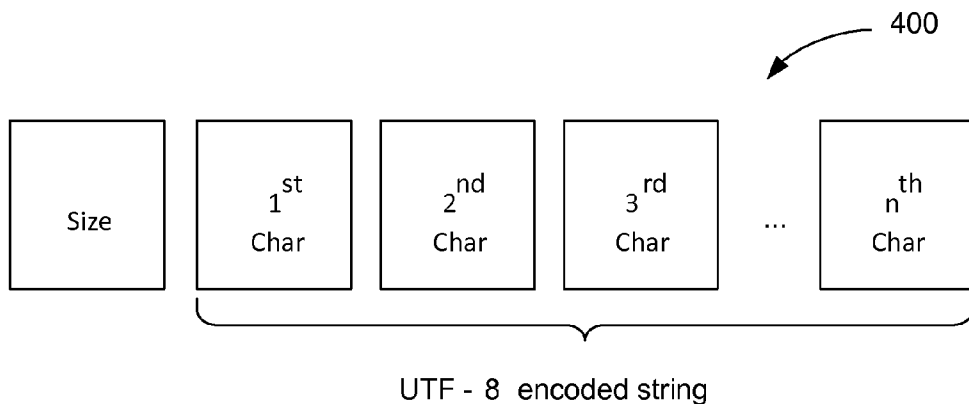 400
Size
1st
Char
2nd
Char
3rd
Char
...
nth
Char
UTF - 8 encoded string